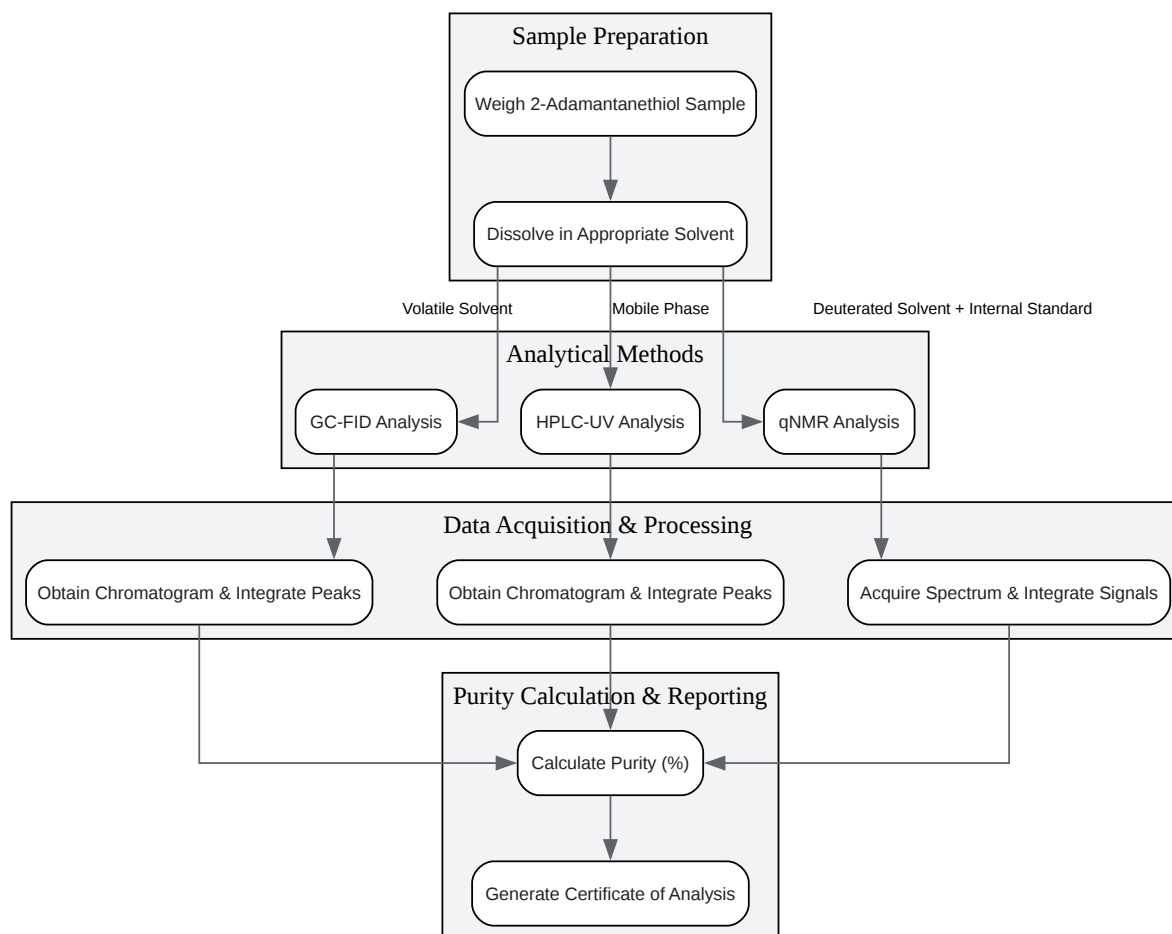 Sample Preparation
Weigh 2-Adamantanethiol Sample
Dissolve in Appropriate Solvent
Volatile Solvent
Mobile Phase
Deuterated Solvent + Internal Standard
Analytical Methods
GC-FID Analysis
HPLC-UV Analysis
qNMR Analysis
Data Acquisition & Processing
Obtain Chromatogram & Integrate Peaks
Obtain Chromatogram & Integrate Peaks
Acquire Spectrum & Integrate Signals
Purity Calculation & Reporting
Calculate Purity (%)
Generate Certificate of Analysis